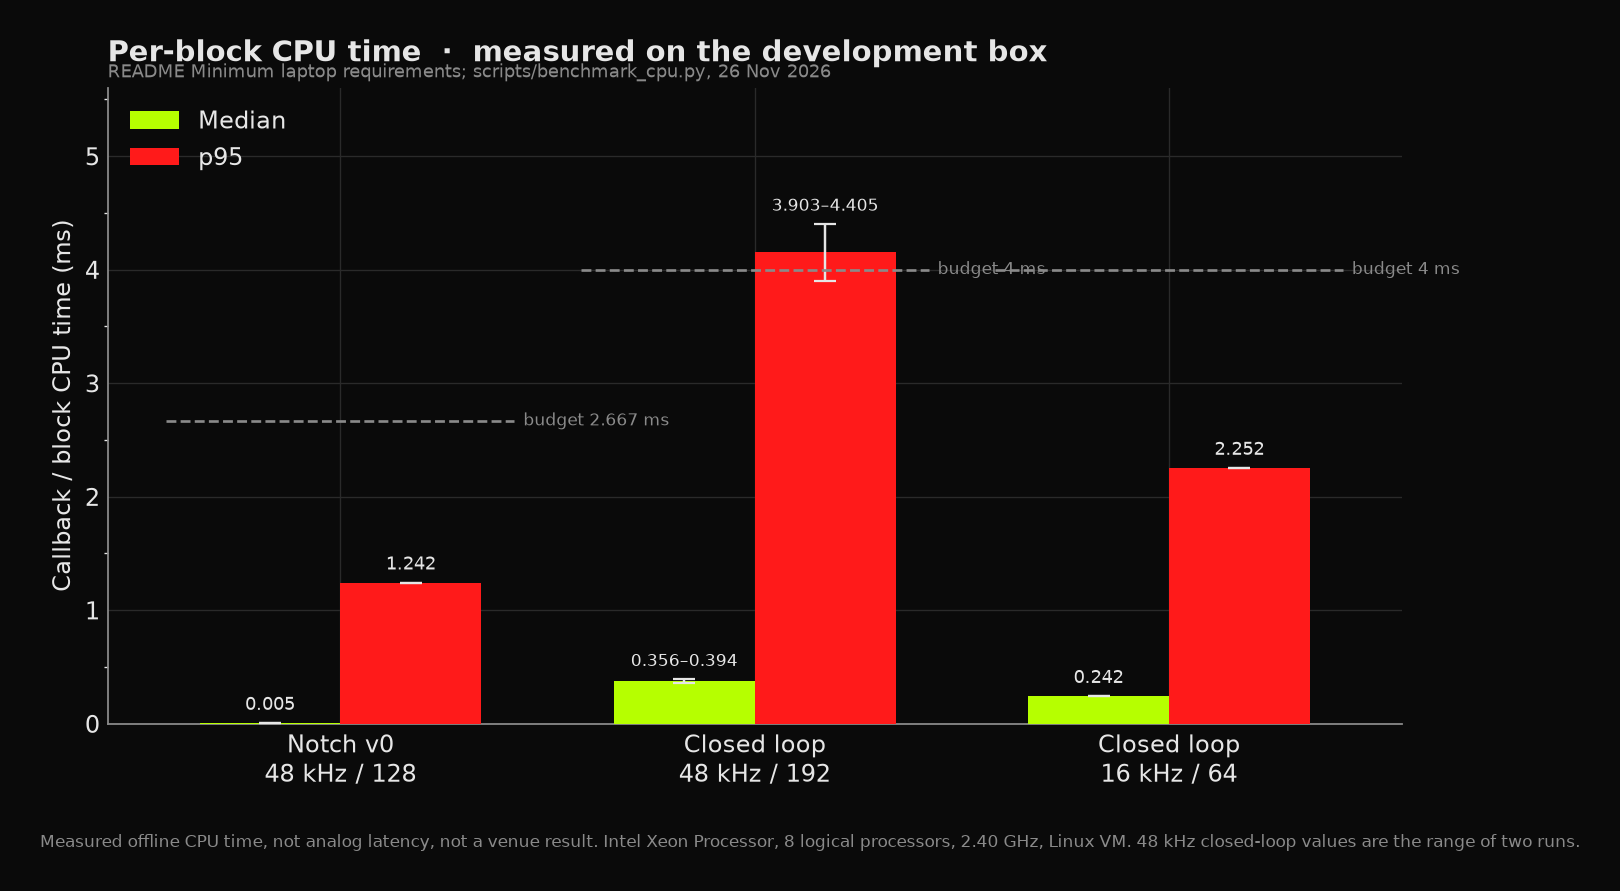 Per-block CPU time · measured on the development box
README Minimum laptop requirements; scripts/benchmark_cpu.py, 26 Nov 2026
Median
p95
Callback / block CPU time (ms)
5
4
3
2
1
0
budget 2.667 ms
budget 4 ms
budget 4 ms
0.005
1.242
0.356–0.394
3.903–4.405
0.242
2.252
Notch v0
48 kHz / 128
Closed loop
48 kHz / 192
Closed loop
16 kHz / 64
Measured offline CPU time, not analog latency, not a venue result. Intel Xeon Processor, 8 logical processors, 2.40 GHz, Linux VM. 48 kHz closed-loop values are the range of two runs.